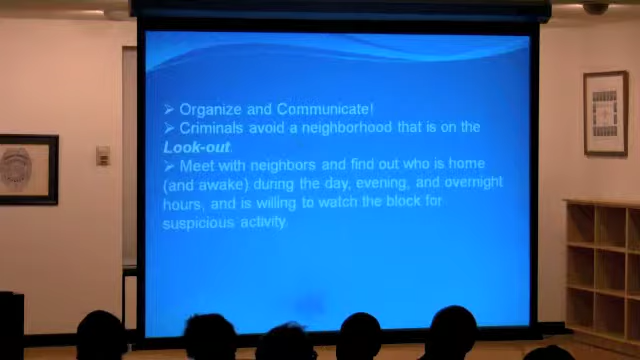 ➢ Organize and Communicate!
➢ Criminals avoid a neighborhood that is on the
Look-out.
➢ Meet with neighbors and find out who is home
(and awake) during the day, evening, and overnight
hours, and is willing to watch the block for
suspicious activity.